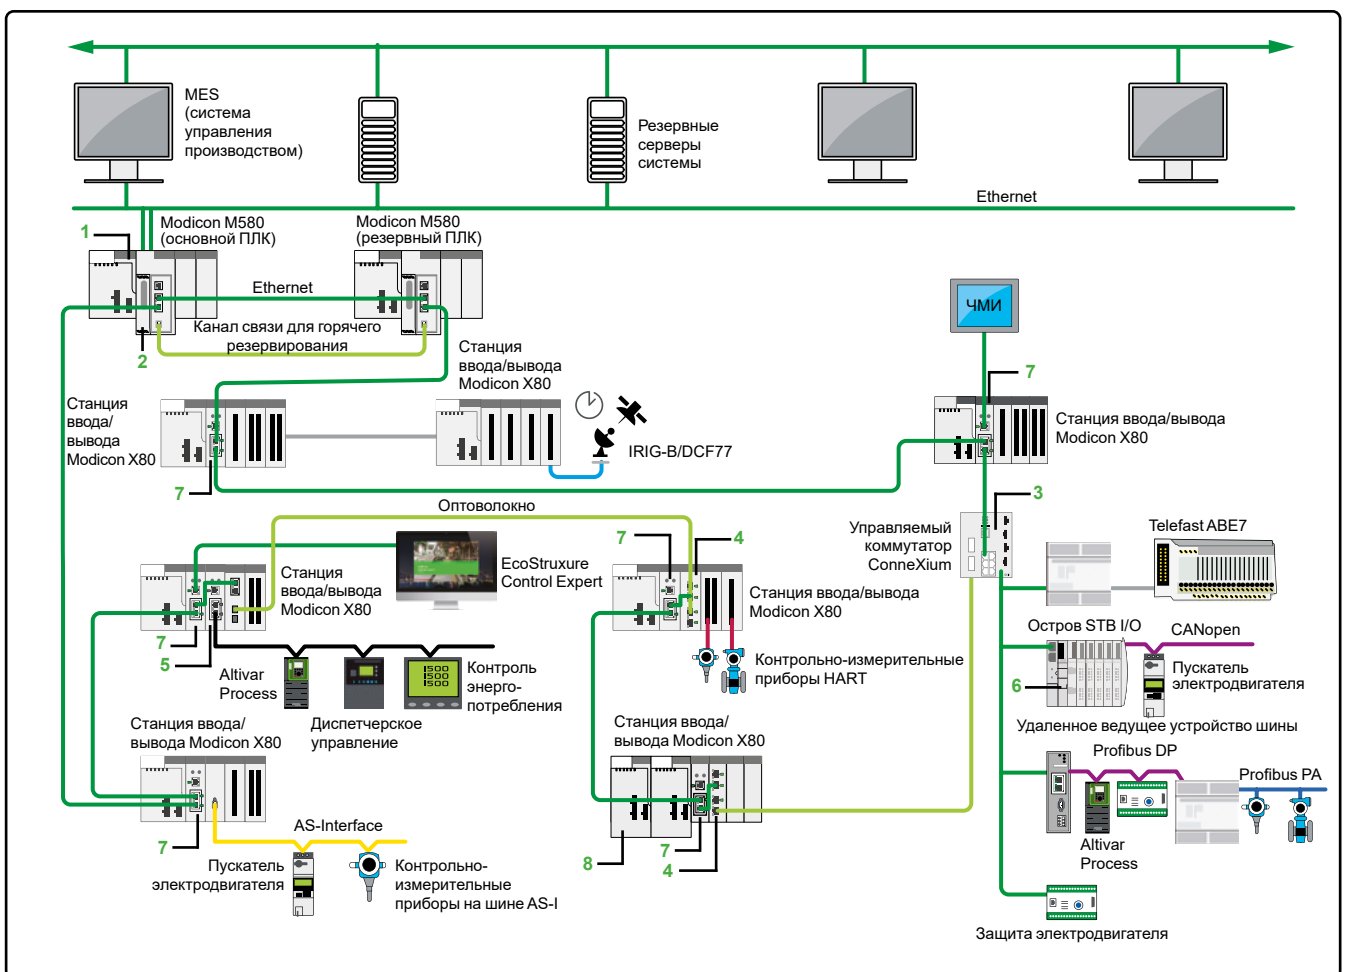 MES
(система
управления
производством)
Резервные
серверы
системы
Ethernet
Modicon M580
(основной ПЛК)
Modicon M580
(резервный ПЛК)
1
Ethernet
ЧМИ
Канал связи для горячего
резервирования
2
Станция
ввода/вывода
Modicon X80
7
Станция
ввода/
вывода
Modicon X80
Станция ввода/вывода
Modicon X80
IRIG-B/DCF77
7
3
Оптоволокно
Управляемый
коммутатор
ConneXium
Telefast ABE7
7
4
EcoStruxure
Control Expert
Станция
ввода/вывода
Modicon X80
Станция ввода/вывода
Modicon X80
7
5
Остров STB I/O
CANopen
Altivar
Process
1500
1500
1500
Контроль
энерго-
потребления
Контрольно-измерительные
приборы HART
Пускатель
электродвигателя
6
Диспетчерское
управление
Станция ввода/
вывода Modicon X80
Станция ввода/
вывода Modicon X80
Удаленное ведущее устройство шины
Profibus DP
Profibus PA
AS-Interface
7
Altivar
Process
8
7
4
Пускатель
электродвигателя
Контрольно-
измерительные
приборы на шине AS-I
Защита электродвигателя